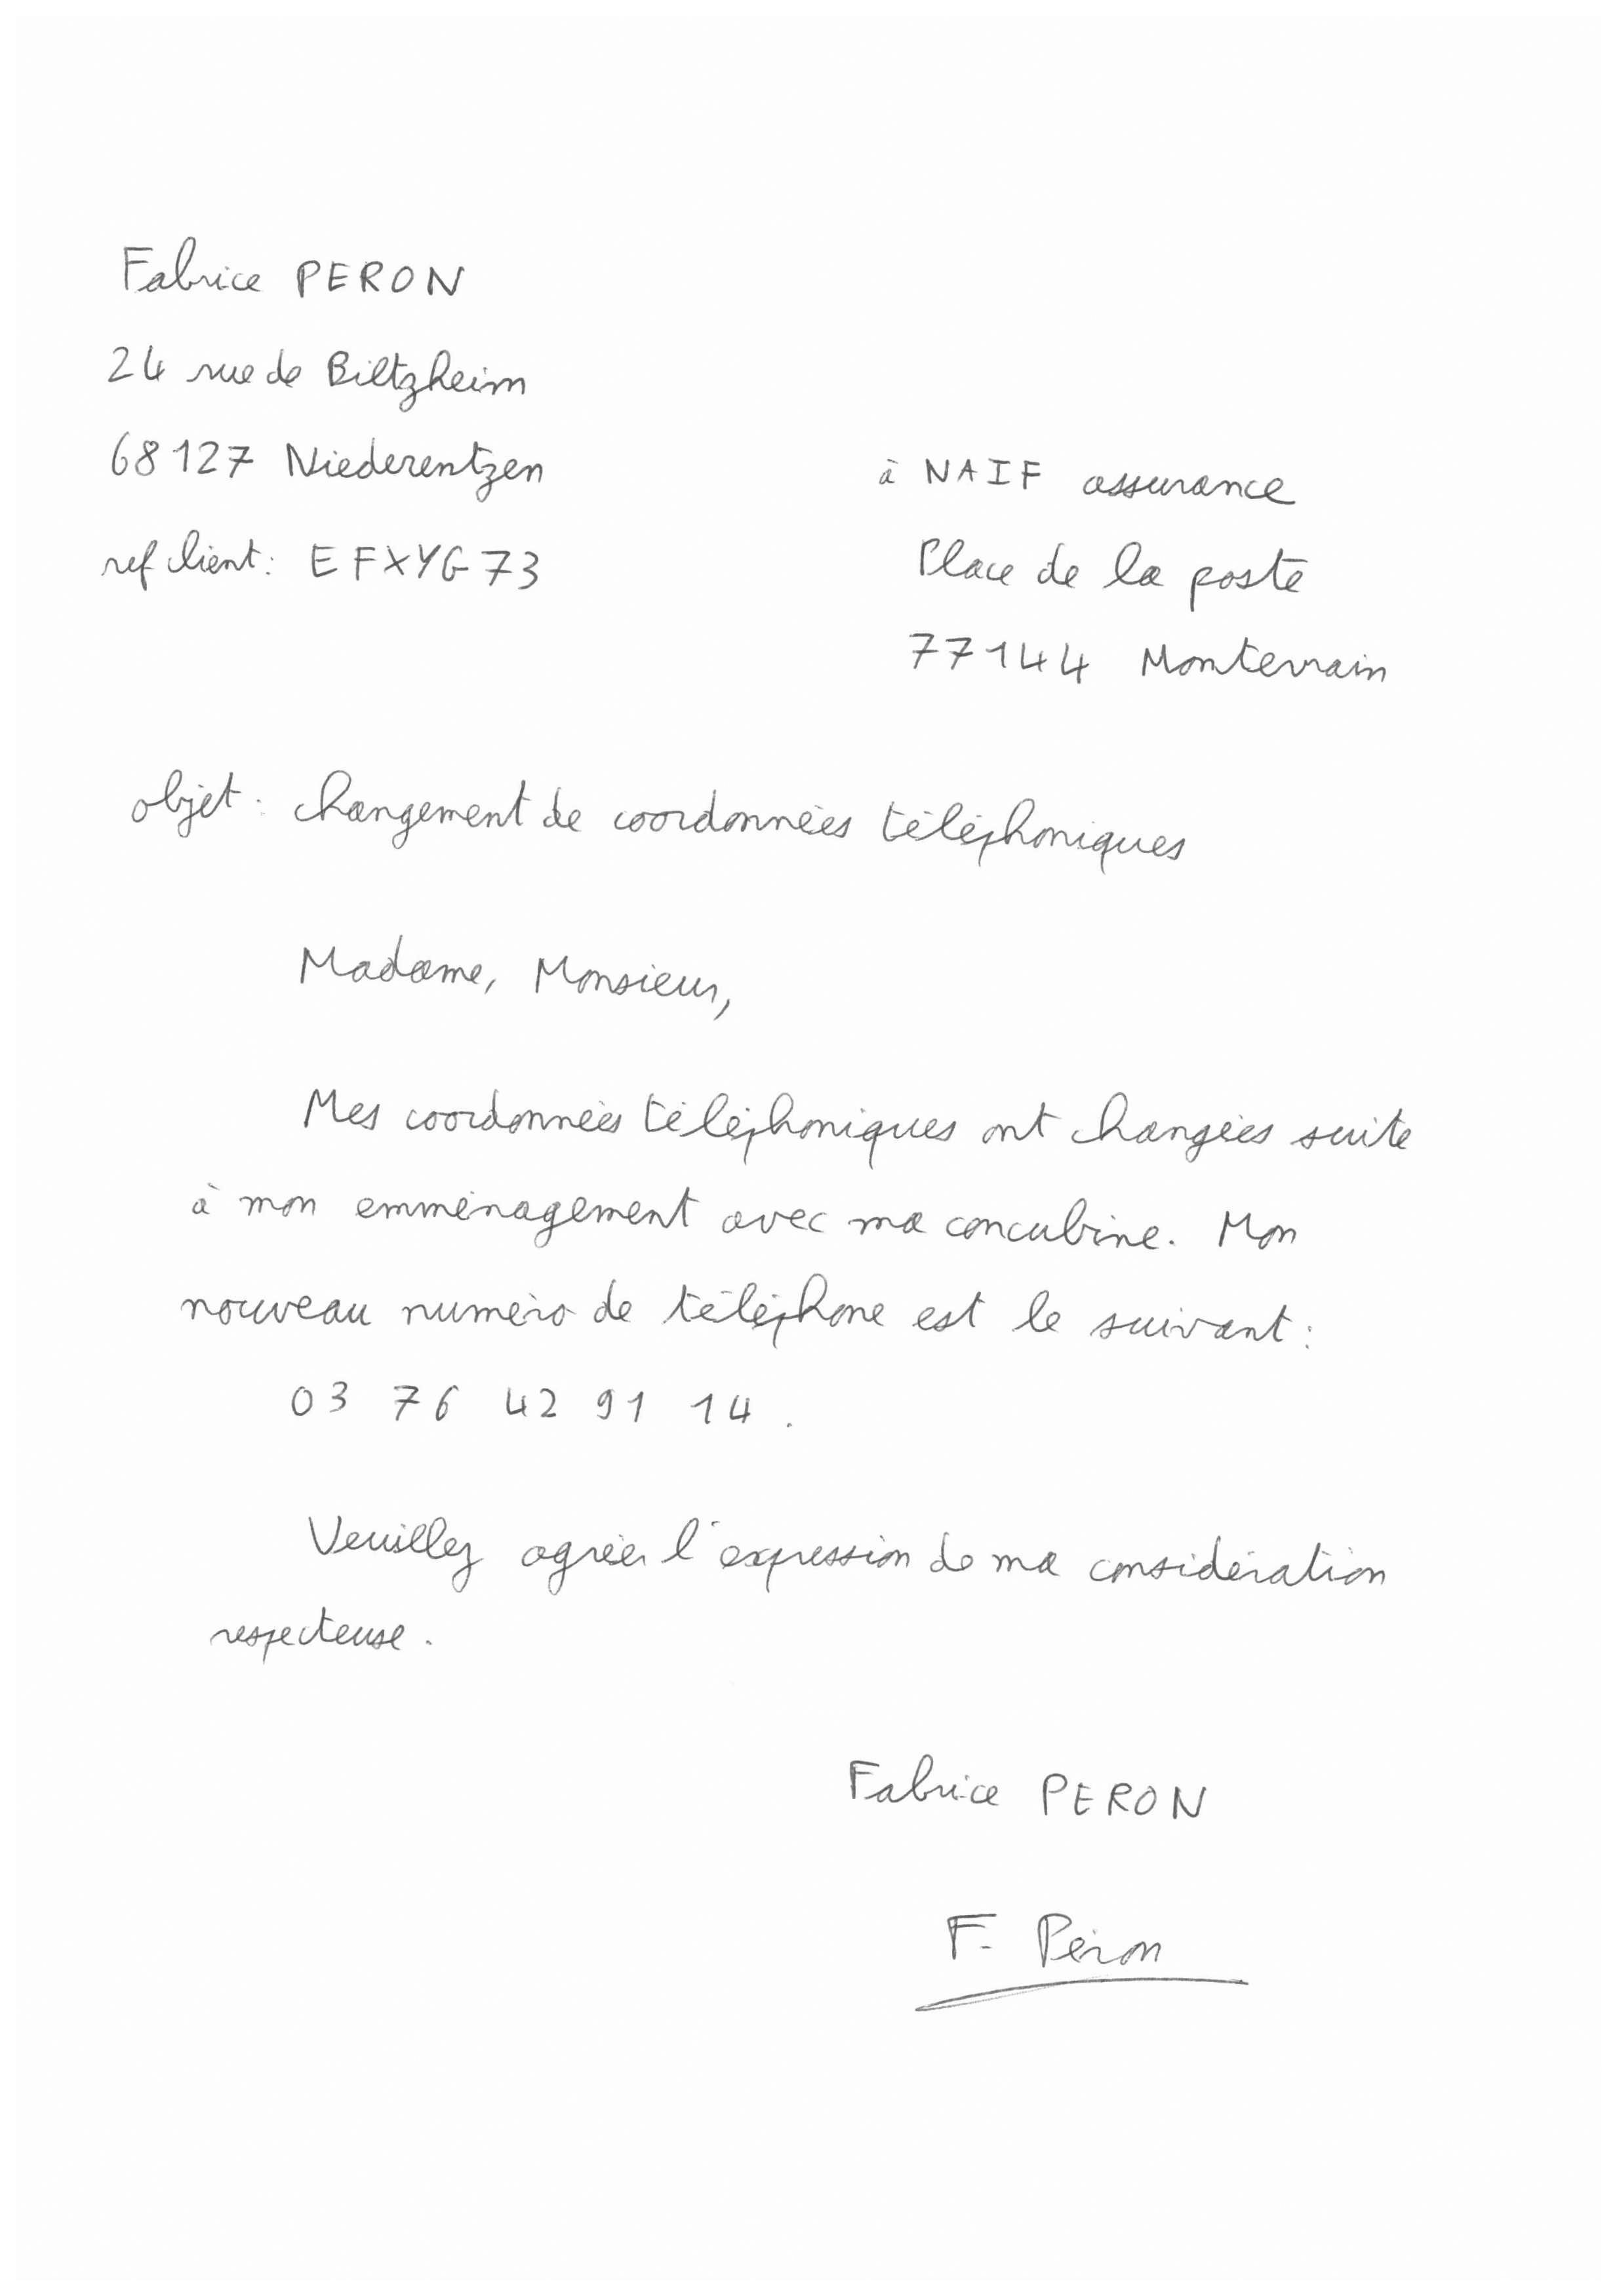 Fabrice PERON
24 rue de Biltzheim
68127 Niederentzen
ref client : EFXYG73
à NAIF assurance
Place de la poste
77144 Montevrain
objet : changement de coordonnées téléphoniques
Madame, Monsieur,
Mes coordonnées téléphoniques ont changées suite
à mon emménagement avec ma concubine. Mon
nouveau numéro de téléphone est le suivant :
03 76 42 91 14.
Veuillez agréer l'expression de ma considération
respecteuse.
Fabrice PERON
F. Péron